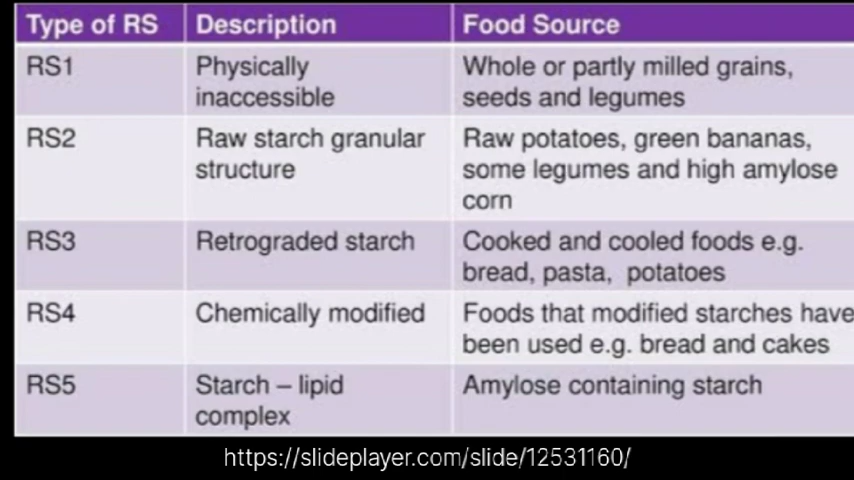 Type of RS Description Food Source
RS1 Physically Whole or partly milled grains,
inaccessible seeds and legumes
RS2 Raw starch granular Raw potatoes, green bananas,
structure some legumes and high amylose
corn
RS3 Retrograded starch Cooked and cooled foods e.g.
bread, pasta, potatoes
RS4 Chemically modified Foods that modified starches have
been used e.g. bread and cakes
RS5 Starch – lipid Amylose containing starch
complex
https://slideplayer.com/slide/12531160/